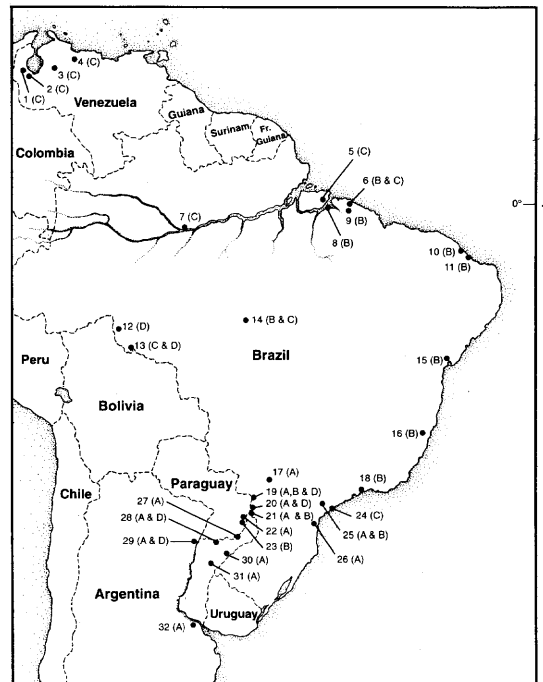 4 (C)
3 (C)
2 (C)
1 (C)
Venezuela
Guiana
Surinam
Fr.
Guiana
Colombia
5 (C)
6 (B & C)
0°
7 (C)
9 (B)
8 (B)
10 (B)
11 (B)
12 (D)
14 (B & C)
13 (C & D)
Peru
Brazil
15 (B)
Bolivia
16 (B)
17 (A)
Paraguay
18 (B)
19 (A,B & D)
Chile
27 (A)
20 (A & D)
21 (A & B)
24 (C)
28 (A & D)
22 (A)
23 (B)
25 (A & B)
29 (A & D)
26 (A)
30 (A)
31 (A)
Argentina
Uruguay
32 (A)